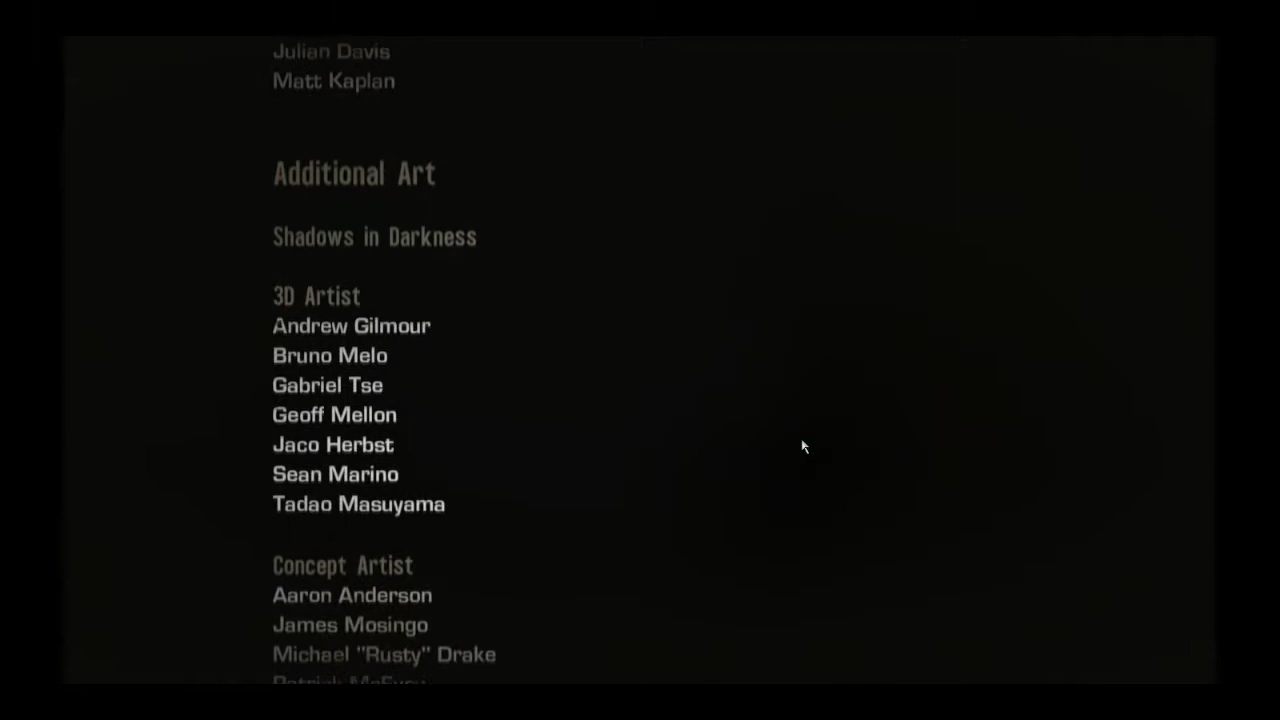 Julian Davis
Matt Kaplan
Additional Art
Shadows in Darkness
3D Artist
Andrew Gilmour
Bruno Melo
Gabriel Tse
Geoff Mellon
Jaco Herbst
Sean Marino
Tadao Masuyama
Concept Artist
Aaron Anderson
James Mosingo
Michael "Rusty" Drake